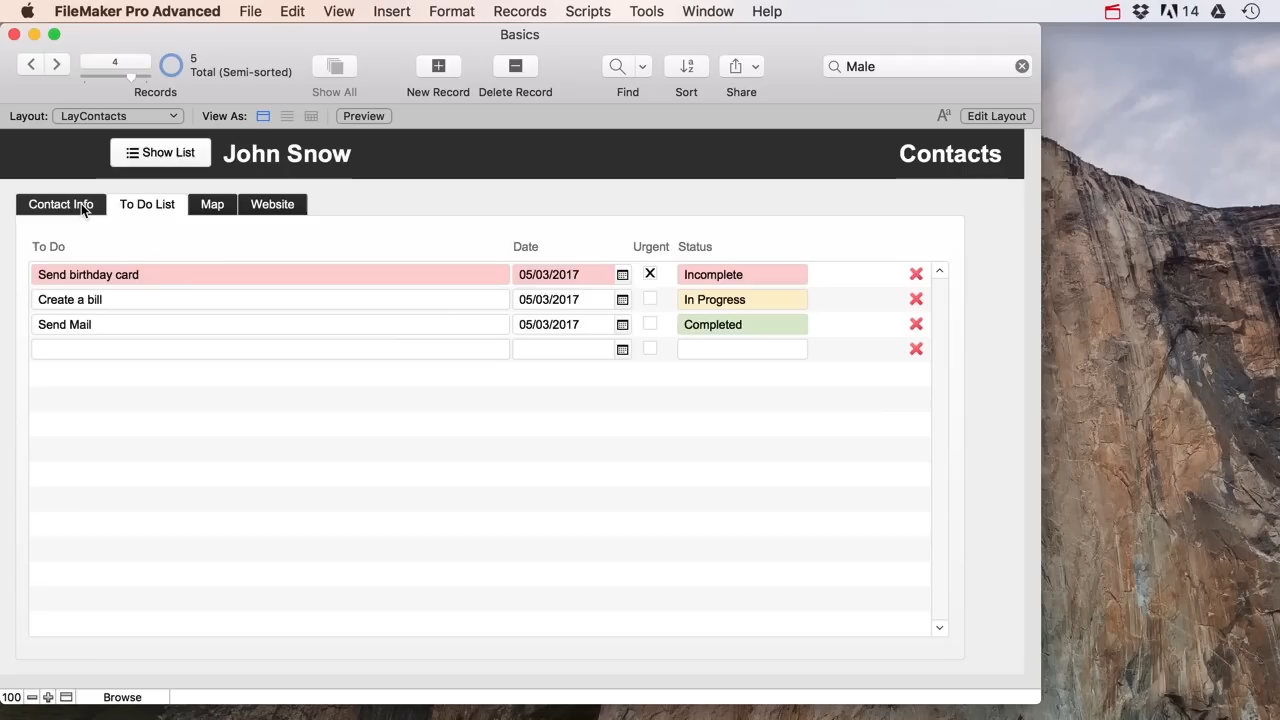 FileMaker Pro Advanced File Edit View Insert Format Records Scripts Tools Window Help 14
Basics
4 5 Total (Semi-sorted)
Records Show All New Record Delete Record Find Sort Share Male
Layout: LayContacts View As: Preview Aa Edit Layout
Show List John Snow Contacts
Contact Info To Do List Map Website
To Do Date Urgent Status
Send birthday card 05/03/2017 X Incomplete
Create a bill 05/03/2017 In Progress
Send Mail 05/03/2017 Completed
100 Browse